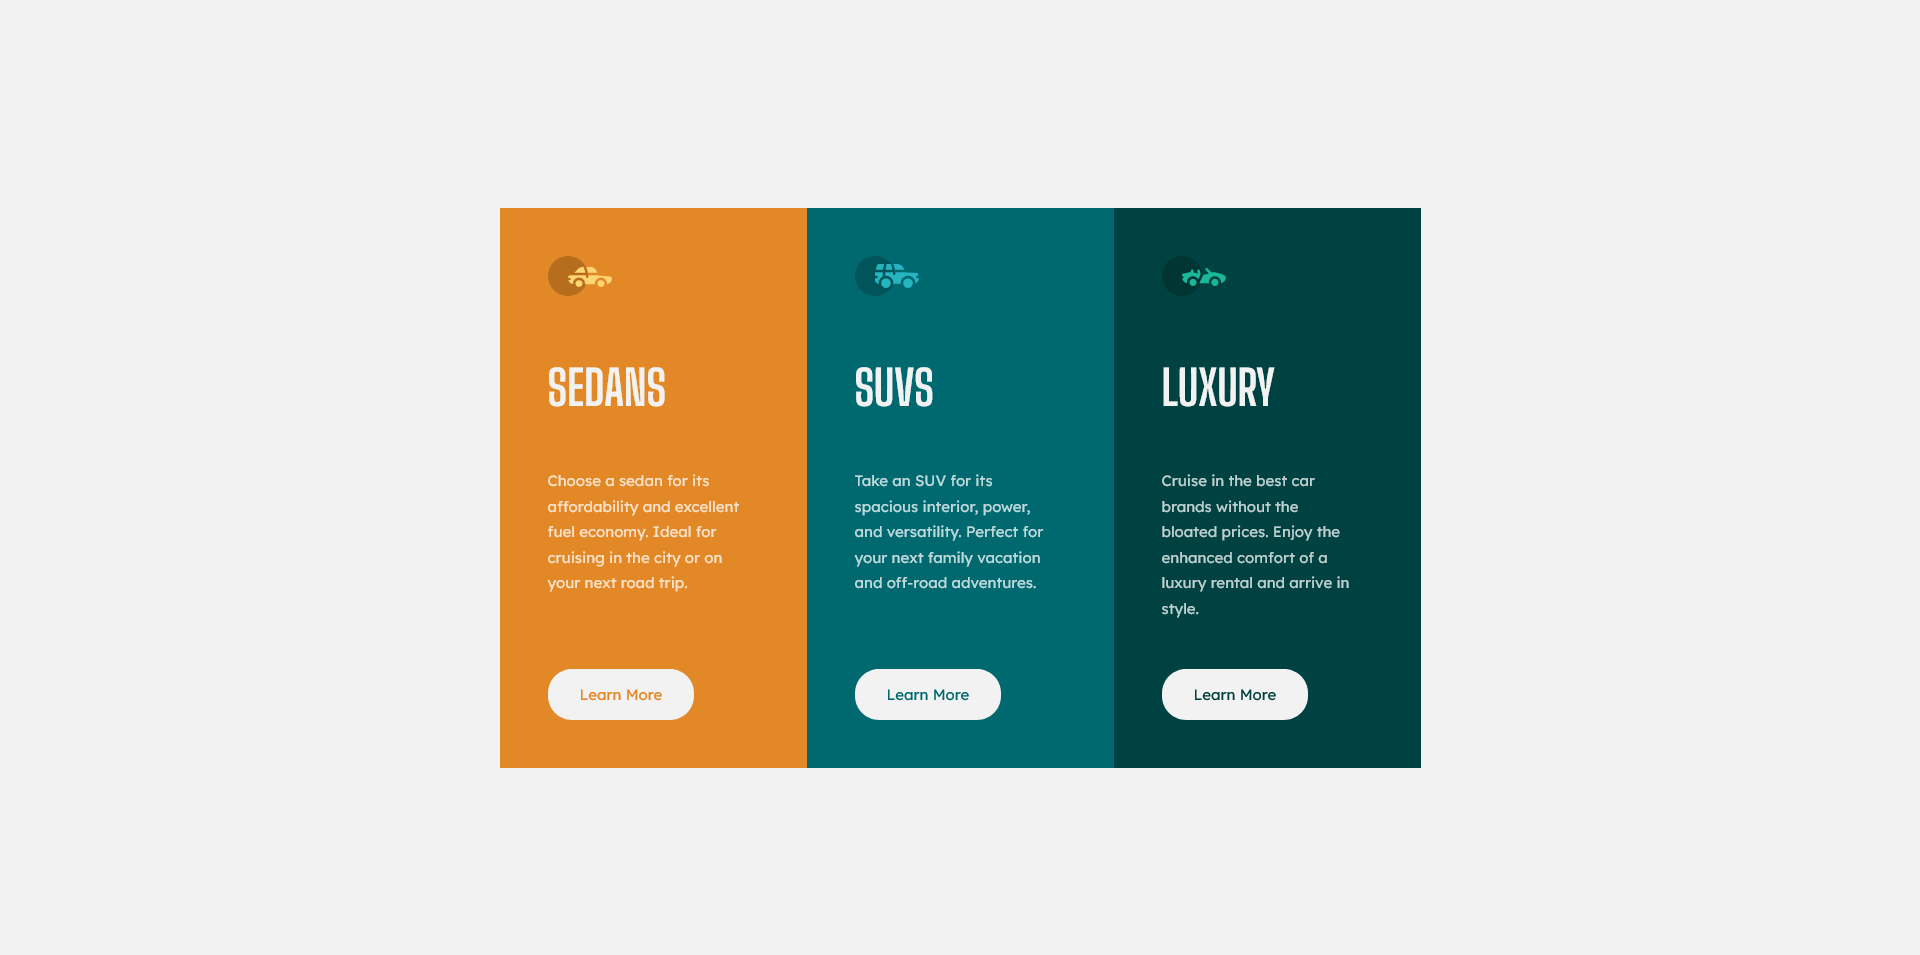 SEDANS
Choose a sedan for its
affordability and excellent
fuel economy. Ideal for
cruising in the city or on
your next road trip.
Learn More
SUVS
Take an SUV for its
spacious interior, power,
and versatility. Perfect for
your next family vacation
and off-road adventures.
Learn More
LUXURY
Cruise in the best car
brands without the
bloated prices. Enjoy the
enhanced comfort of a
luxury rental and arrive in
style.
Learn More